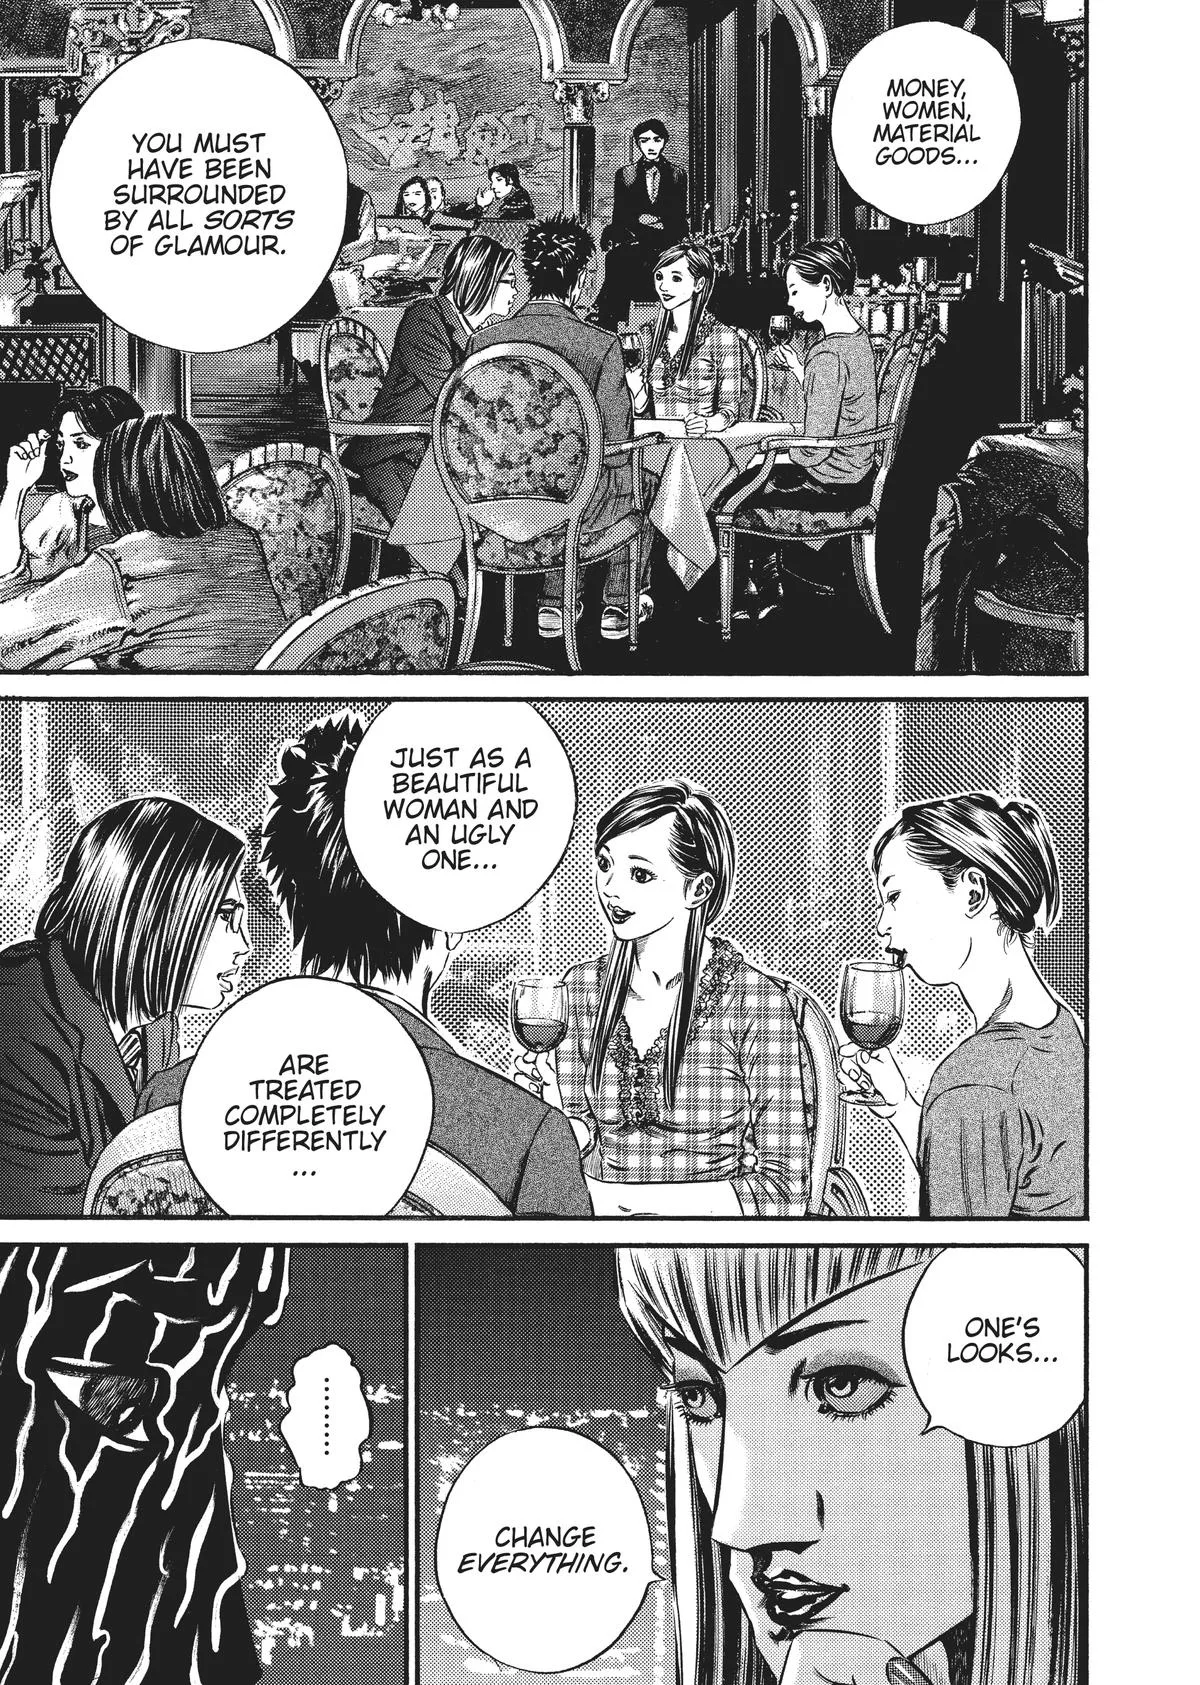 MONEY,
WOMEN,
MATERIAL
GOODS...
YOU MUST
HAVE BEEN
SURROUNDED
BY ALL SORTS
OF GLAMOUR.
JUST AS A
BEAUTIFUL
WOMAN AND
AN UGLY
ONE...
ARE
TREATED
COMPLETELY
DIFFERENTLY
...
ONE'S
LOOKS...
CHANGE
EVERYTHING.
.........